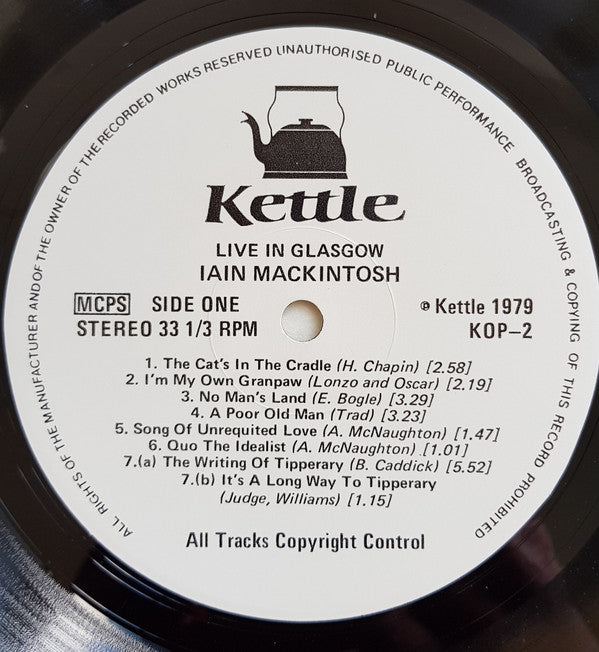 ALL RIGHTS OF THE MANUFACTURER AND OF THE OWNER OF THE RECORDED WORKS RESERVED UNAUTHORISED PUBLIC PERFORMANCE BROADCASTING & COPYING OF THIS RECORD PROHIBITED
Kettle
LIVE IN GLASGOW
IAIN MACKINTOSH
MCPS SIDE ONE
STEREO 33 1/3 RPM
℗ Kettle 1979
KOP–2
1. The Cat's In The Cradle (H. Chapin) [2.58]
2. I'm My Own Granpaw (Lonzo and Oscar) [2.19]
3. No Man's Land (E. Bogle) [3.29]
4. A Poor Old Man (Trad) [3.23]
5. Song Of Unrequited Love (A. McNaughton) [1.47]
6. Quo The Idealist (A. McNaughton) [1.01]
7.(a) The Writing Of Tipperary (B. Caddick) [5.52]
7.(b) It's A Long Way To Tipperary
(Judge, Williams) [1.15]
All Tracks Copyright Control